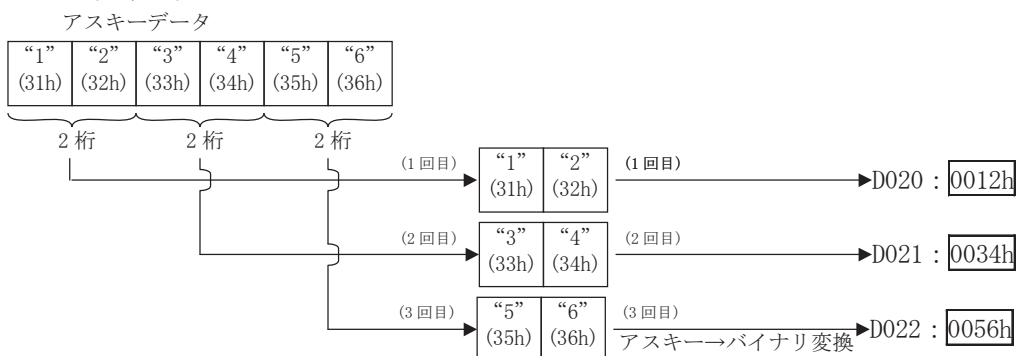 アスキーデータ
“1” “2” “3” “4” “5” “6”
(31h) (32h) (33h) (34h) (35h) (36h)
2 桁 2 桁 2 桁
(1 回目) “1” “2” (1 回目)
(31h) (32h) D020 : 0012h
(2 回目) “3” “4” (2 回目)
(33h) (34h) D021 : 0034h
(3 回目) “5” “6” (3 回目)
(35h) (36h) アスキー→バイナリ変換 D022 : 0056h